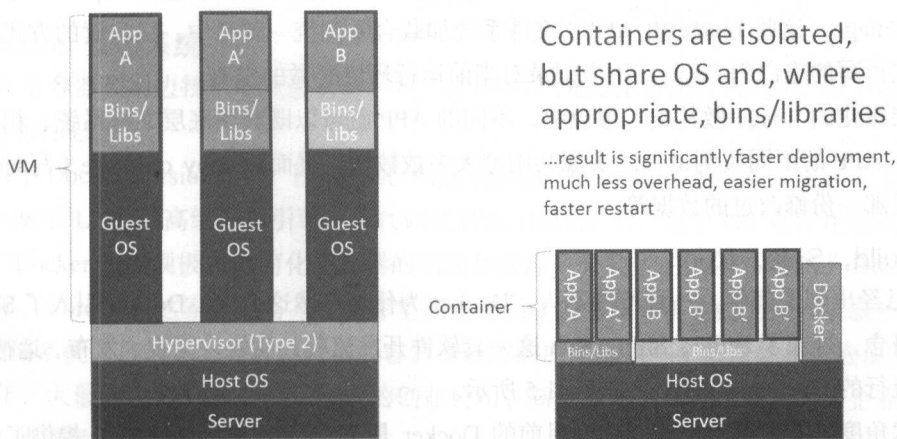 App
A
App
A'
App
B
Bins/
Libs
Bins/
Libs
Bins/
Libs
VM
Guest
OS
Guest
OS
Guest
OS
Hypervisor (Type 2)
Host OS
Server
Containers are isolated,
but share OS and, where
appropriate, bins/libraries
...result is significantly faster deployment,
much less overhead, easier migration,
faster restart
Container
App A
App A'
App B
App B'
App B'
App B'
Docker
Bins/Libs
Bins/Libs
Host OS
Server